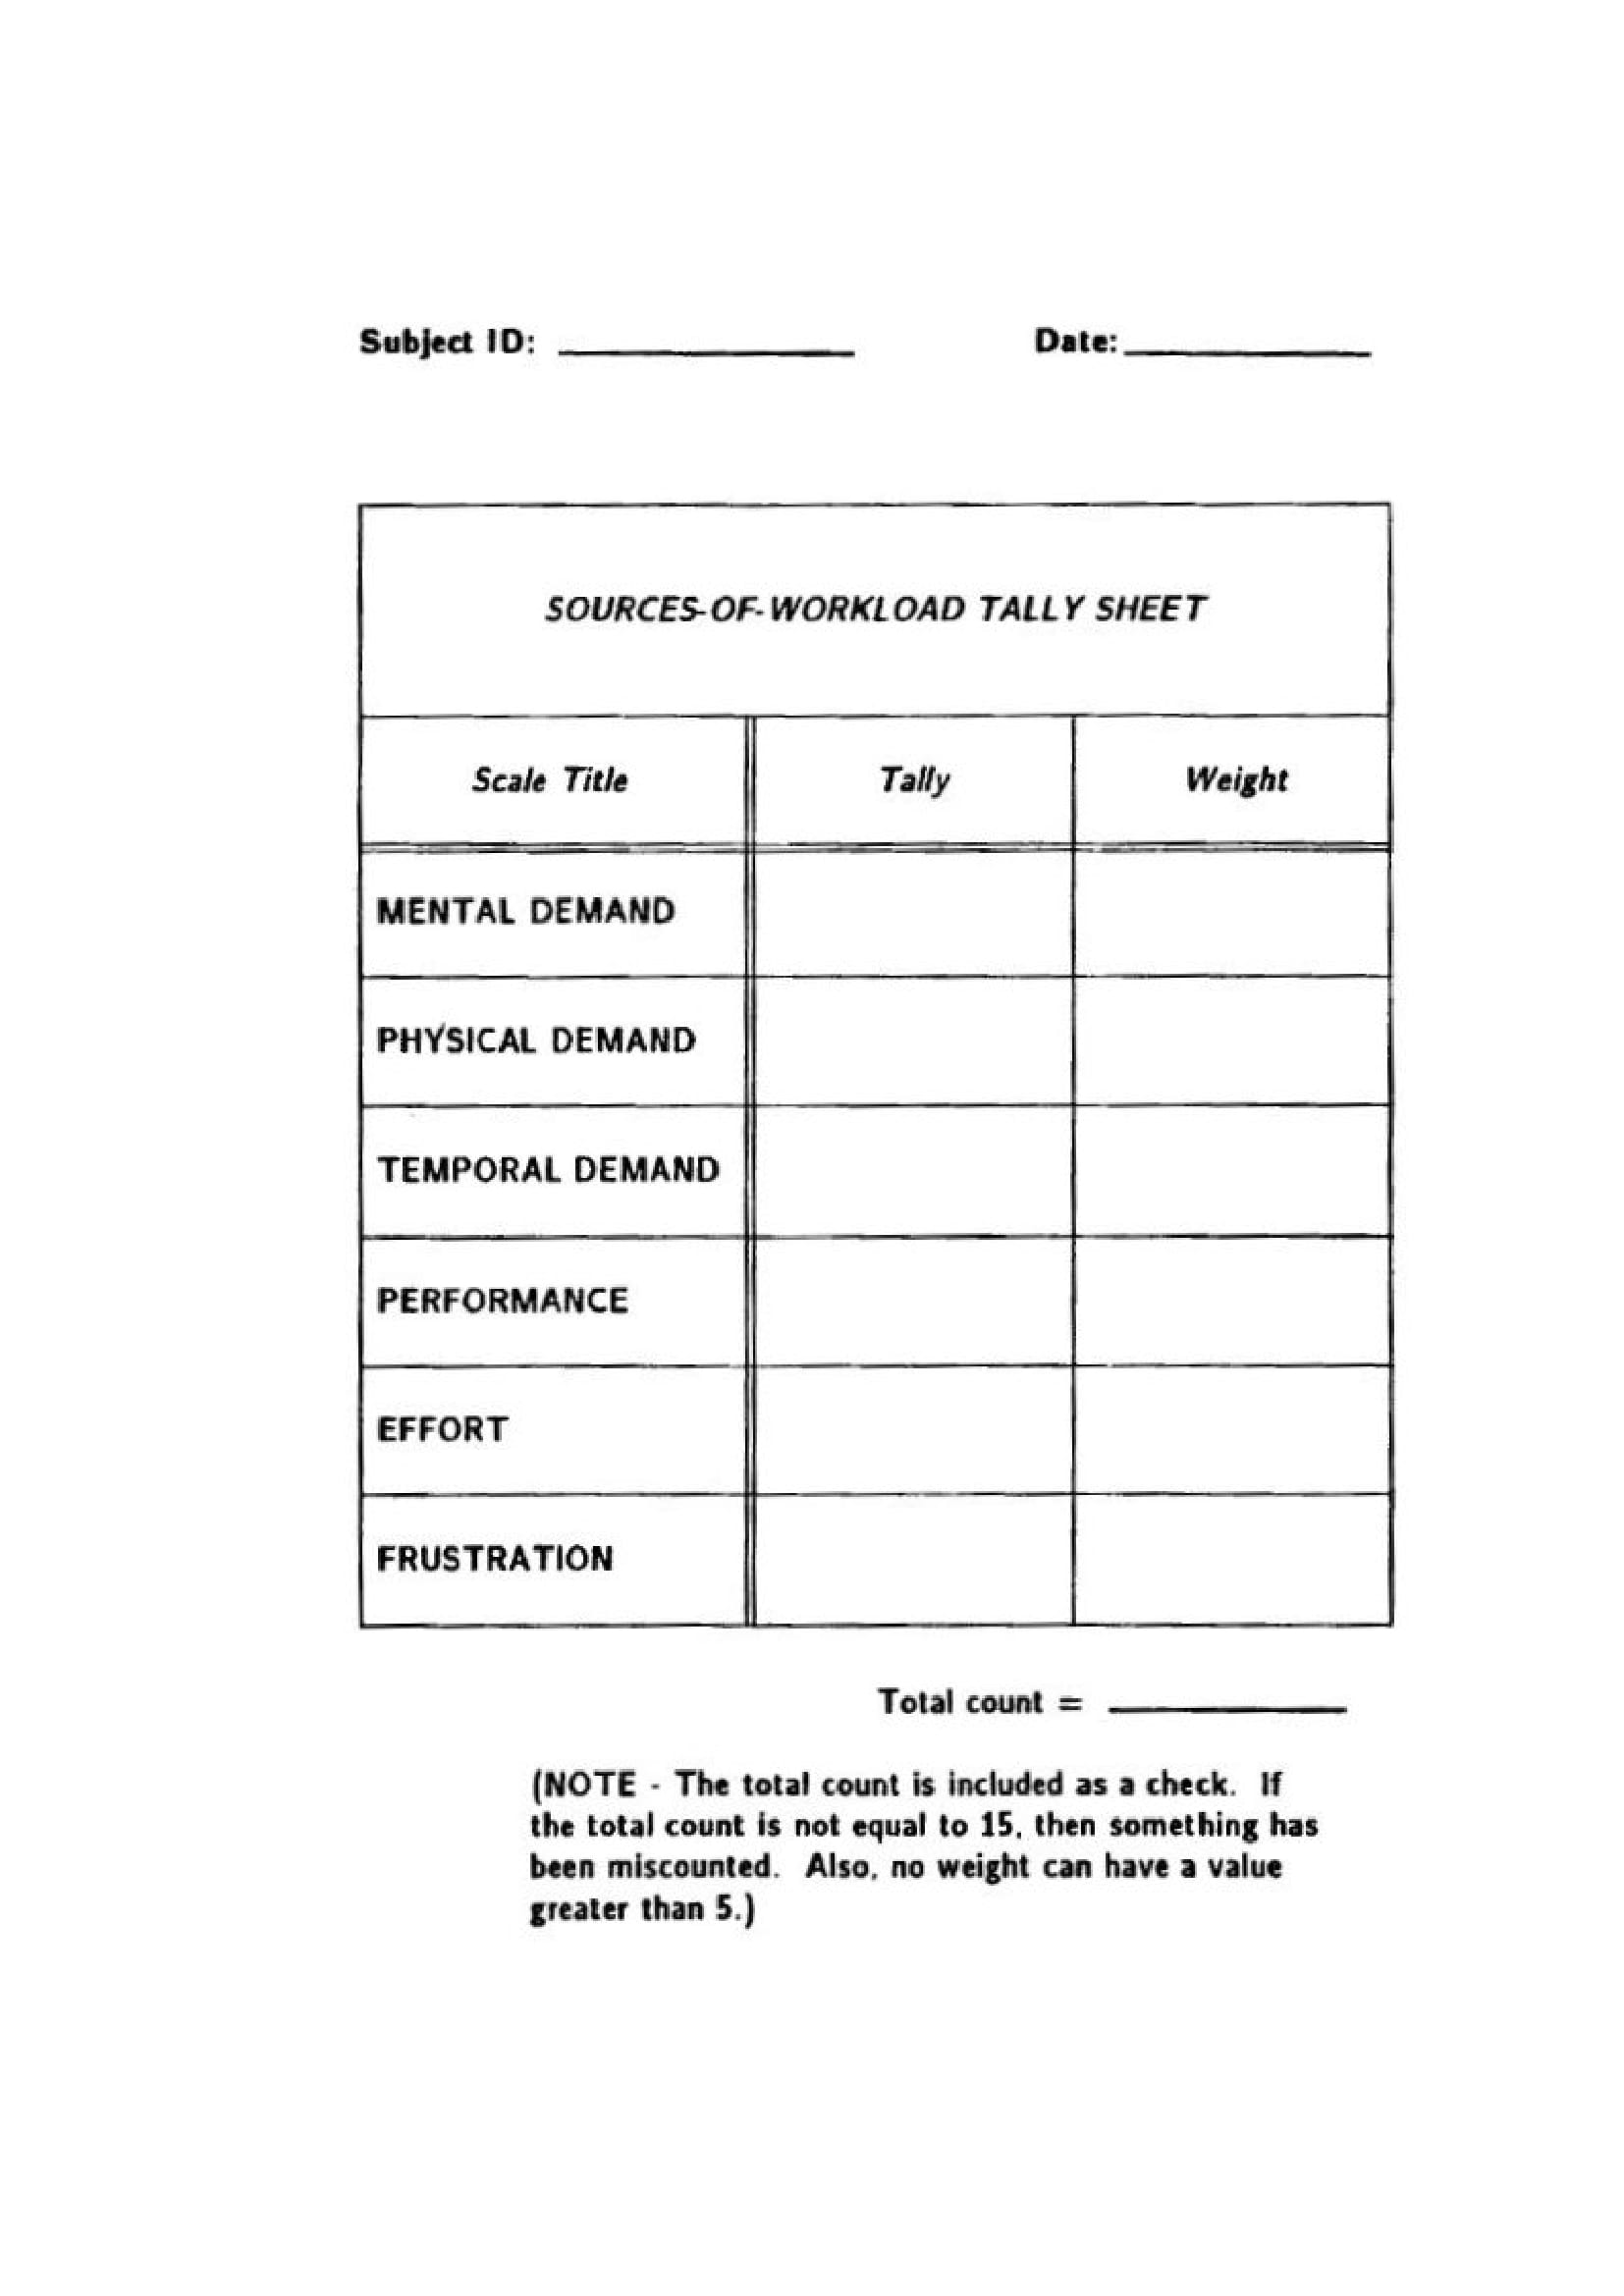 Subject ID: ____________ Date: __________
SOURCES-OF-WORKLOAD TALLY SHEET
Scale Title Tally Weight
MENTAL DEMAND
PHYSICAL DEMAND
TEMPORAL DEMAND
PERFORMANCE
EFFORT
FRUSTRATION
Total count = __________
(NOTE - The total count is included as a check. If
the total count is not equal to 15, then something has
been miscounted. Also, no weight can have a value
greater than 5.)